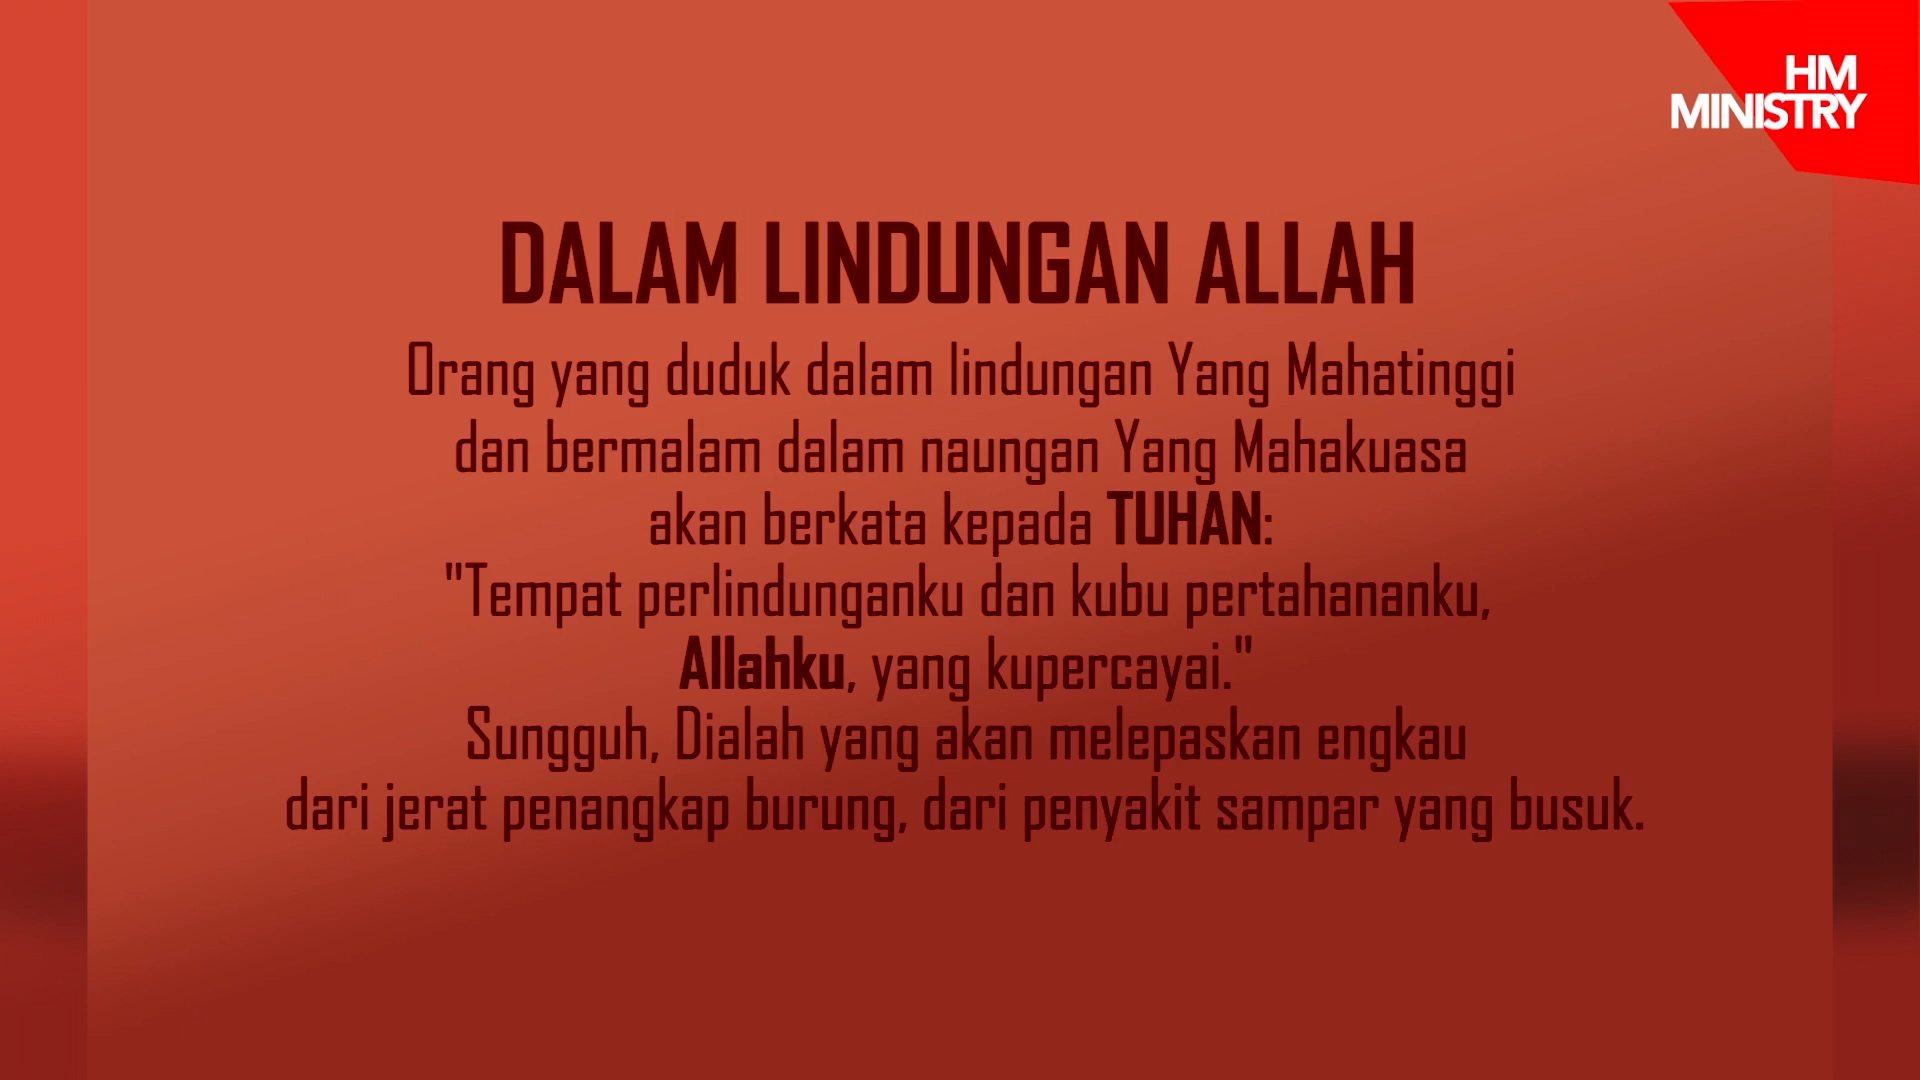 HM
MINISTRY
DALAM LINDUNGAN ALLAH
Orang yang duduk dalam lindungan Yang Mahatinggi
dan bermalam dalam naungan Yang Mahakuasa
akan berkata kepada TUHAN:
"Tempat perlindunganku dan kubu pertahananku,
Allahku, yang kupercayai."
Sungguh, Dialah yang akan melepaskan engkau
dari jerat penangkap burung, dari penyakit sampar yang busuk.